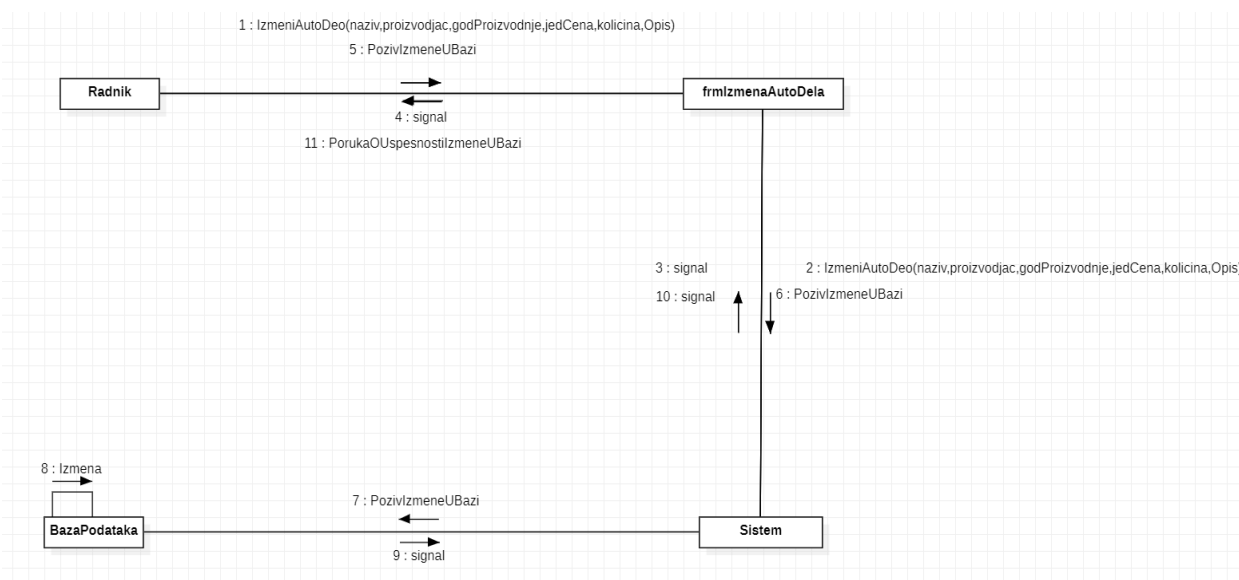 1 : IzmeniAutoDeo(naziv,proizvodjac,godProizvodnje,jedCena,kolicina,Opis)
5 : PozivIzmeneUBazi
Radnik
frmIzmenaAutoDela
4 : signal
11 : PorukaOUspesnostiIzmeneUBazi
3 : signal
2 : IzmeniAutoDeo(naziv,proizvodjac,godProizvodnje,jedCena,kolicina,Opis)
10 : signal
6 : PozivIzmeneUBazi
8 : Izmena
7 : PozivIzmeneUBazi
BazaPodataka
Sistem
9 : signal